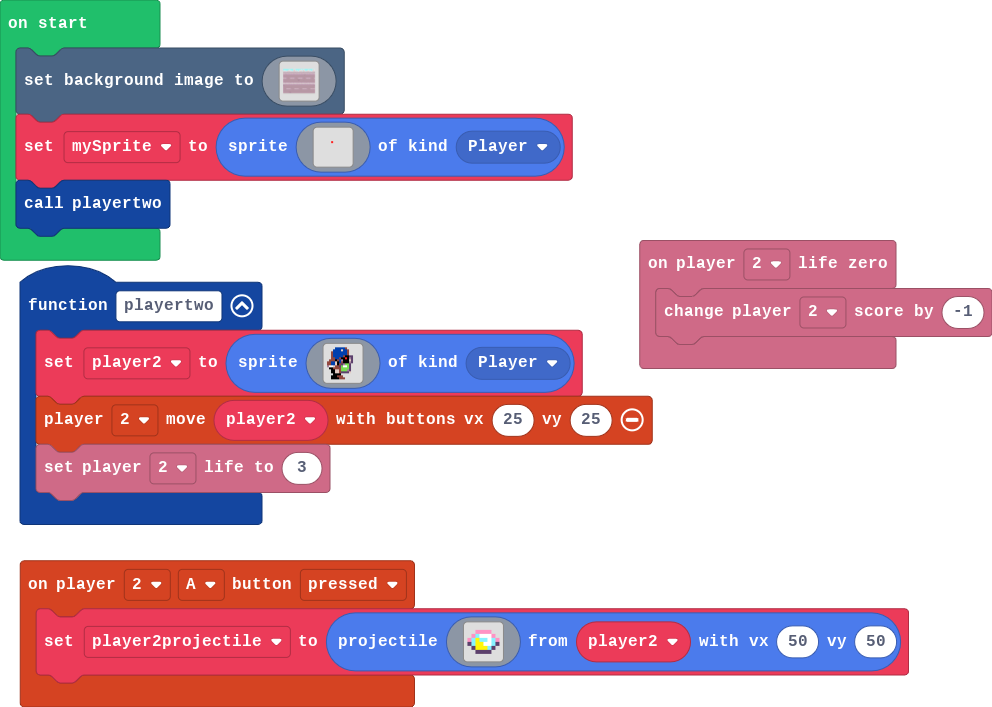 on start
set background image to
set mySprite to sprite of kind Player
call playertwo
on player 2 life zero
change player 2 score by -1
function playertwo
set player2 to sprite of kind Player
player 2 move player2 with buttons vx 25 vy 25
set player 2 life to 3
on player 2 A button pressed
set player2projectile to projectile from player2 with vx 50 vy 50